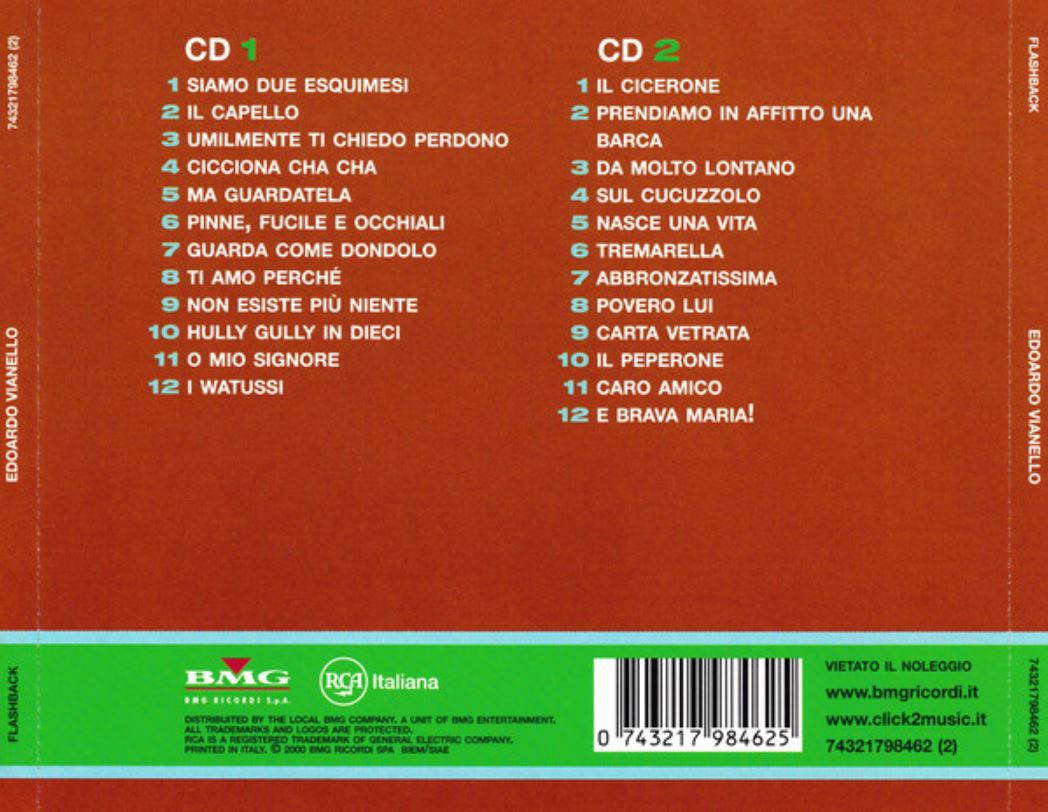 CD 1
1 SIAMO DUE ESQUIMESI
2 IL CAPELLO
3 UMILMENTE TI CHIEDO PERDONO
4 CICCIONA CHA CHA
5 MA GUARDATELA
6 PINNE, FUCILE E OCCHIALI
7 GUARDA COME DONDOLO
8 TI AMO PERCHÉ
9 NON ESISTE PIÙ NIENTE
10 HULLY GULLY IN DIECI
11 O MIO SIGNORE
12 I WATUSSI
CD 2
1 IL CICERONE
2 PRENDIAMO IN AFFITTO UNA
BARCA
3 DA MOLTO LONTANO
4 SUL CUCUZZOLO
5 NASCE UNA VITA
6 TREMARELLA
7 ABBRONZATISSIMA
8 POVERO LUI
9 CARTA VETRATA
10 IL PEPERONE
11 CARO AMICO
12 E BRAVA MARIA!
74321798462 (2)
EDOARDO VIANELLO
FLASHBACK
FLASHBACK
EDOARDO VIANELLO
74321798462 (2)
BMG
BMG RICORDI S.p.A.
RCA Italiana
DISTRIBUTED BY THE LOCAL BMG COMPANY. A UNIT OF BMG ENTERTAINMENT.
ALL TRADEMARKS AND LOGOS ARE PROTECTED.
RCA IS A REGISTERED TRADEMARK OF GENERAL ELECTRIC COMPANY.
PRINTED IN ITALY. © 2000 BMG RICORDI SPA BIEM/SIAE
0 743217 984625
VIETATO IL NOLEGGIO
www.bmgricordi.it
www.click2music.it
74321798462 (2)